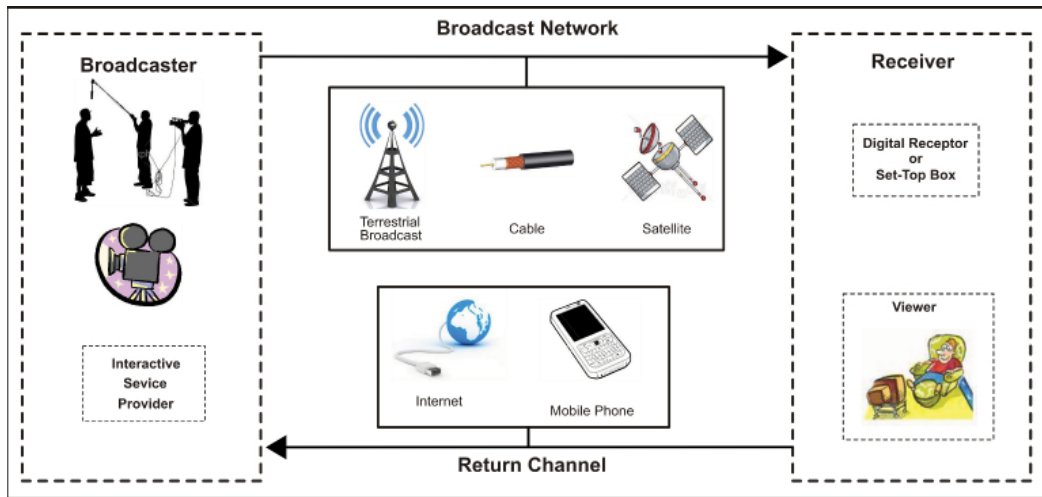 Broadcast Network
Broadcaster
Receiver
Terrestrial
Broadcast
Cable
Satellite
Digital Receptor
or
Set-Top Box
Interactive
Sevice
Provider
Internet
Mobile Phone
Viewer
Return Channel